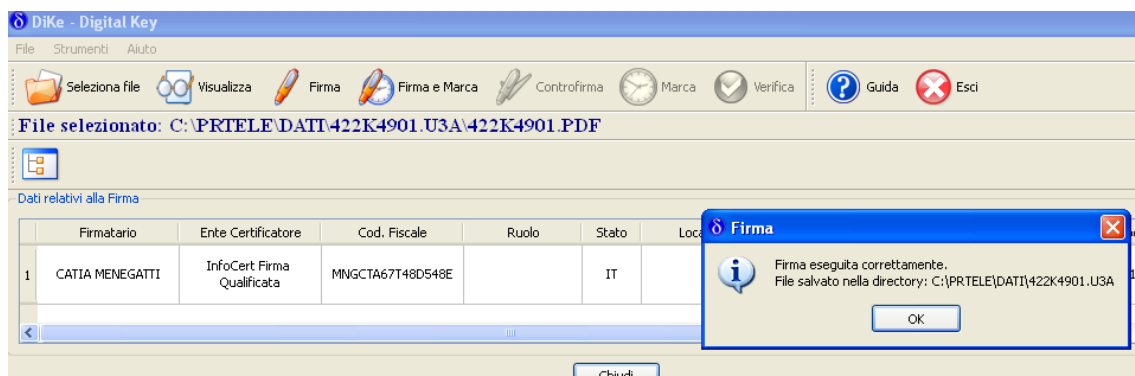 DiKe - Digital Key
File Strumenti Aiuto
Seleziona file Visualizza Firma Firma e Marca Controfirma Marca Verifica Guida Esci
File selezionato: C:\PRTELE\DATI\422K4901.U3A\422K4901.PDF
Dati relativi alla Firma
Firmatario Ente Certificatore Cod. Fiscale Ruolo Stato
1 CATIA MENEGATTI InfoCert Firma Qualificata MNGCTA67T48D548E IT
Firma
Firma eseguita correttamente.
File salvato nella directory: C:\PRTELE\DATI\422K4901.U3A
OK
Chiudi